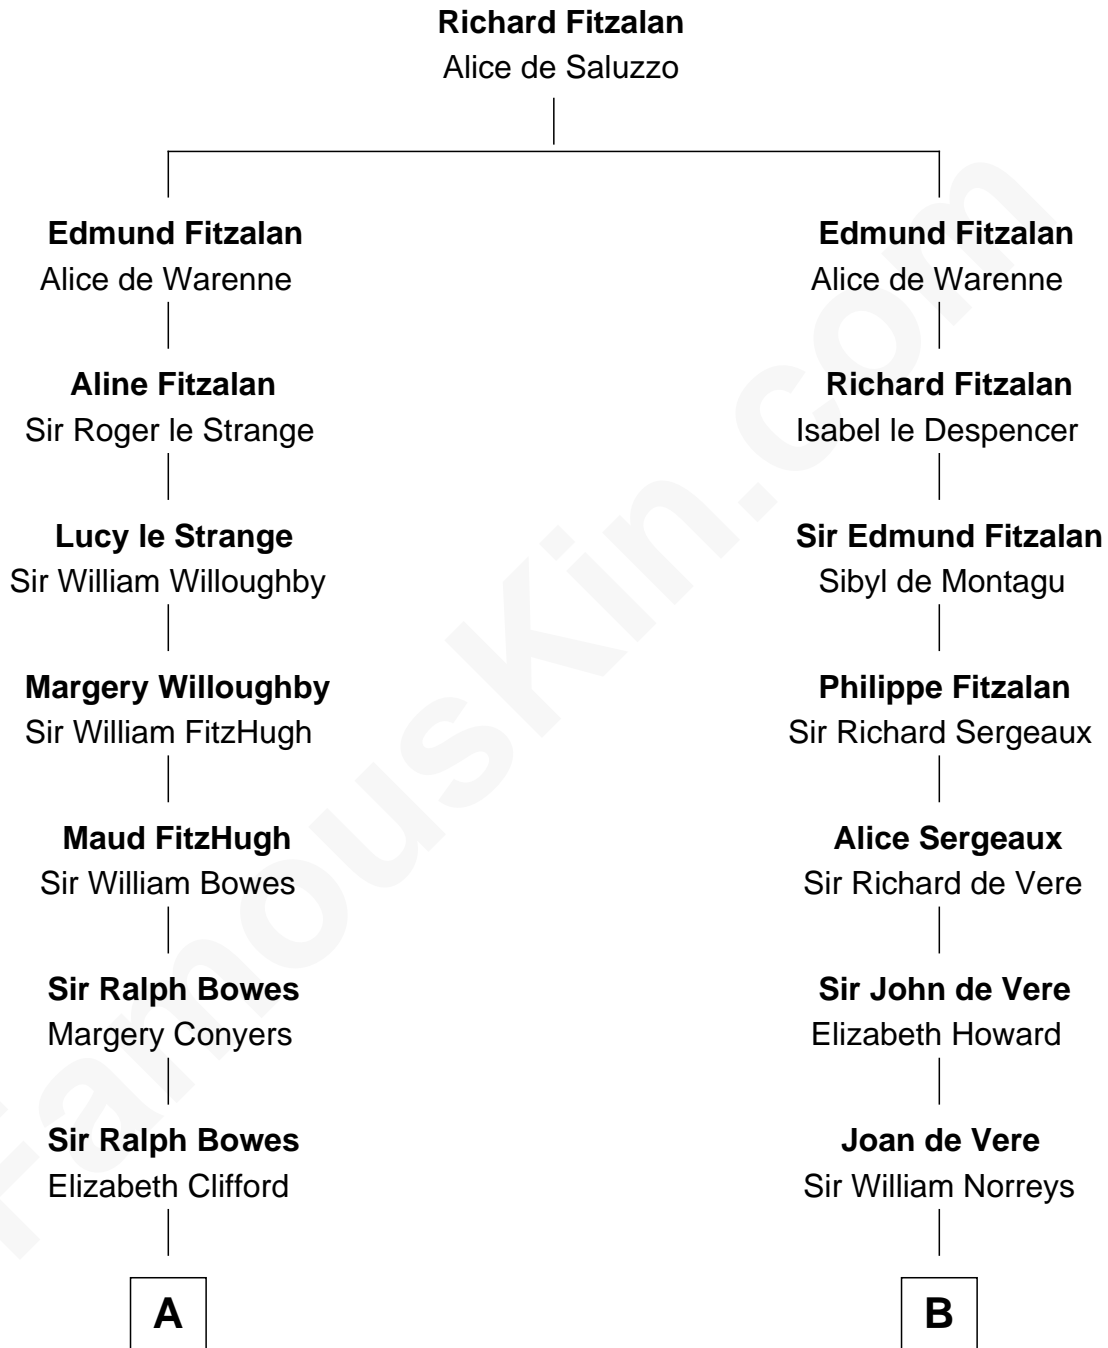 Richard Fitzalan
Alice de Saluzzo
Edmund Fitzalan
Alice de Warenne
Edmund Fitzalan
Alice de Warenne
Aline Fitzalan
Sir Roger le Strange
Richard Fitzalan
Isabel le Despencer
Lucy le Strange
Sir William Willoughby
Sir Edmund Fitzalan
Sibyl de Montagu
Margery Willoughby
Sir William FitzHugh
Philippe Fitzalan
Sir Richard Sergeaux
Maud FitzHugh
Sir William Bowes
Alice Sergeaux
Sir Richard de Vere
Sir Ralph Bowes
Margery Conyers
Sir John de Vere
Elizabeth Howard
Sir Ralph Bowes
Elizabeth Clifford
Joan de Vere
Sir William Norreys
A
B
FamousKin.com